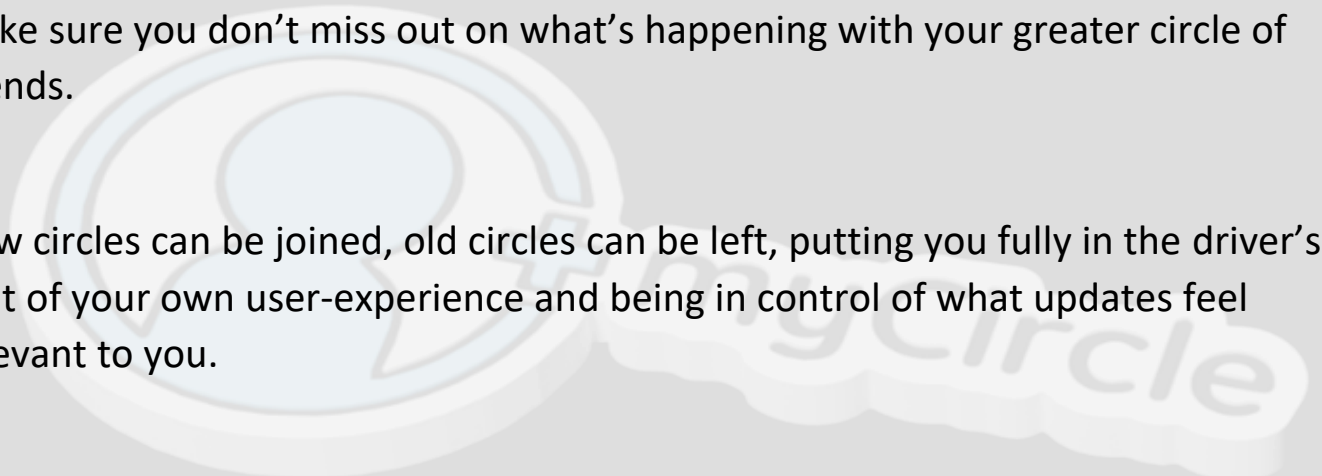 ke sure you don’t miss out on what’s happening with your greater circle of
ends.
w circles can be joined, old circles can be left, putting you fully in the driver’s
t of your own user-experience and being in control of what updates feel
evant to you.
myCircle